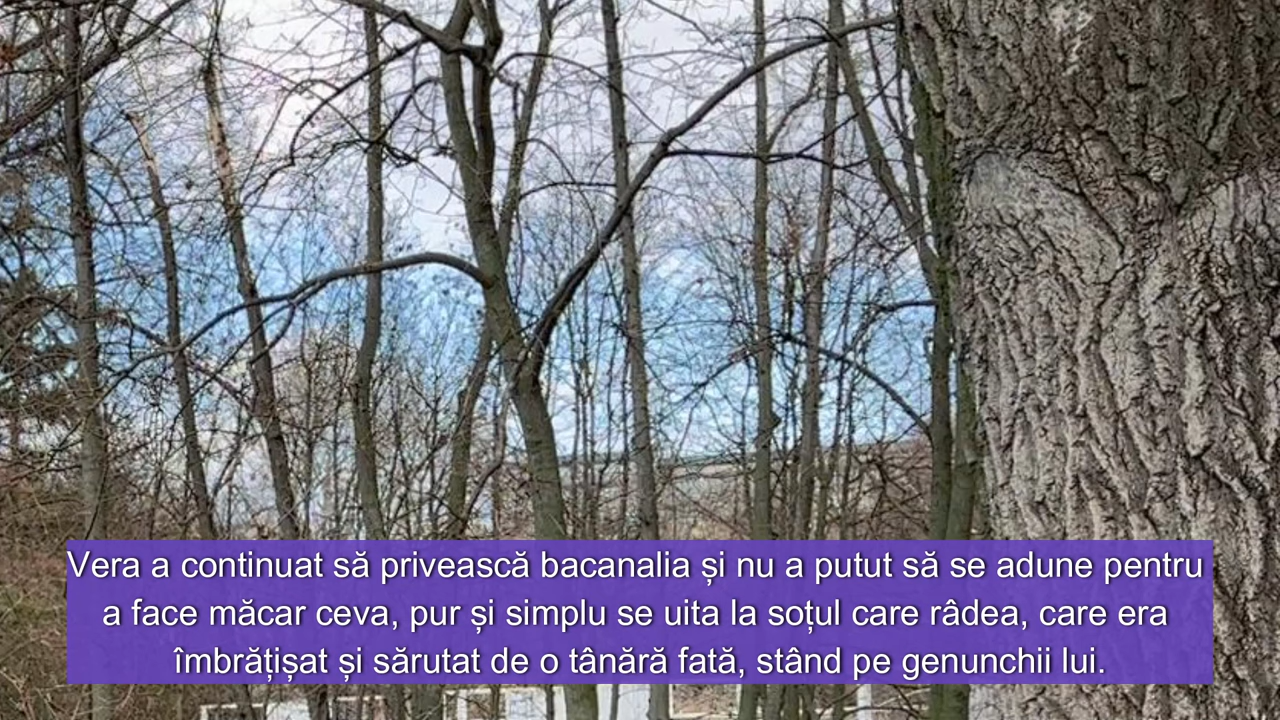 Vera a continuat să privească bacanalia și nu a putut să se adune pentru
a face măcar ceva, pur și simplu se uita la soțul care râdea, care era
îmbrățișat și sărutat de o tânără fată, stând pe genunchii lui.